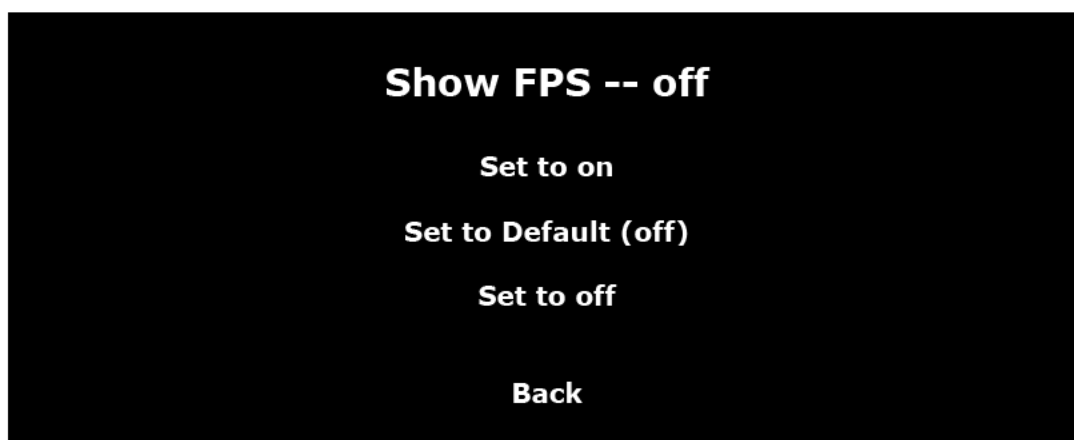 Show FPS -- off
Set to on
Set to Default (off)
Set to off
Back